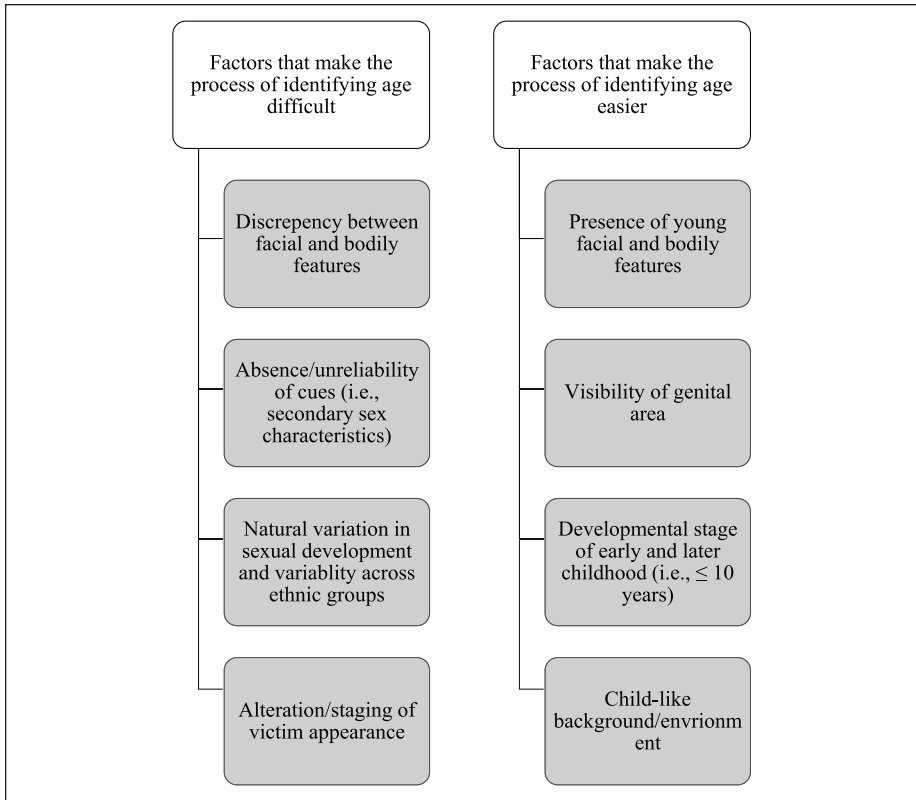 Factors that make the
process of identifying age
difficult
Discrepency between
facial and bodily
features
Absence/unreliability
of cues (i.e.,
secondary sex
characteristics)
Natural variation in
sexual development
and variablity across
ethnic groups
Alteration/staging of
victim appearance
Factors that make the
process of identifying age
easier
Presence of young
facial and bodily
features
Visibility of genital
area
Developmental stage
of early and later
childhood (i.e., ≤ 10
years)
Child-like
background/envrionm
ent